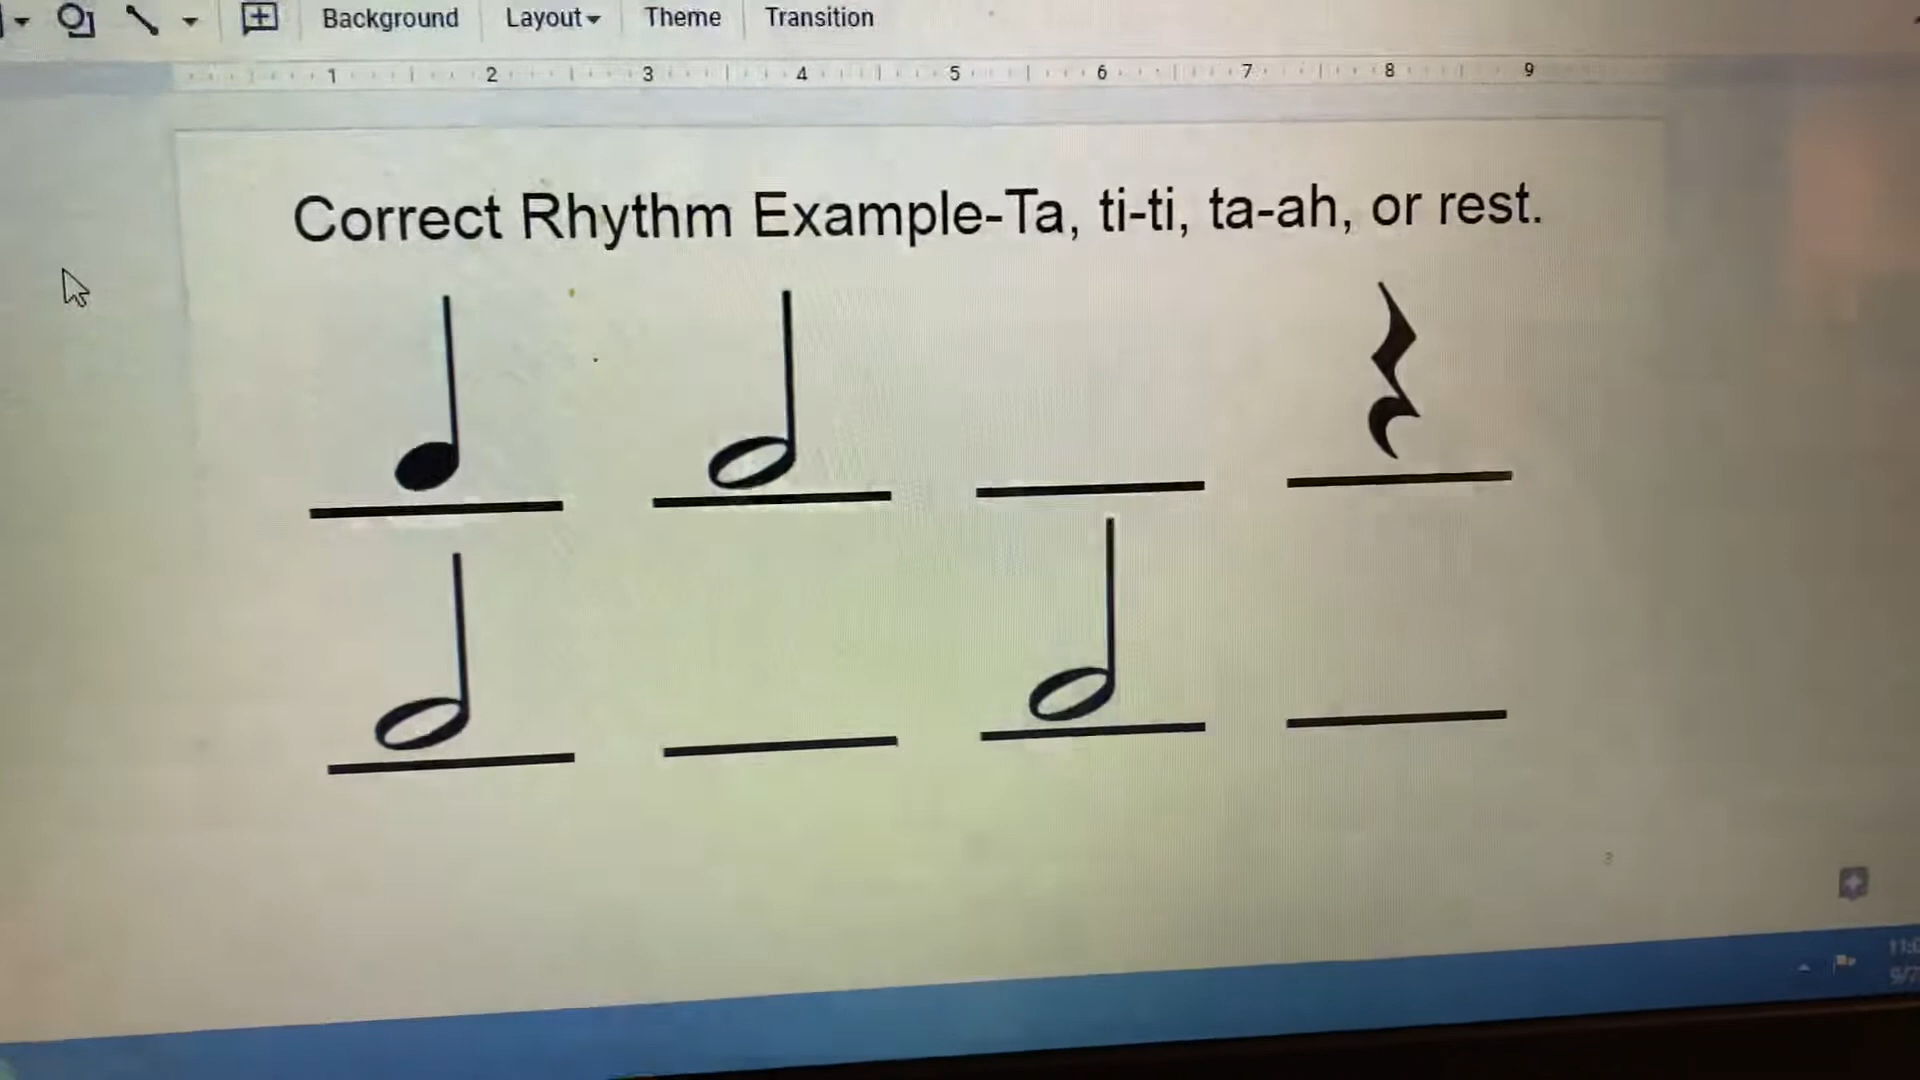 Background Layout Theme Transition
1 2 3 4 5 6 7 8 9
Correct Rhythm Example-Ta, ti-ti, ta-ah, or rest.